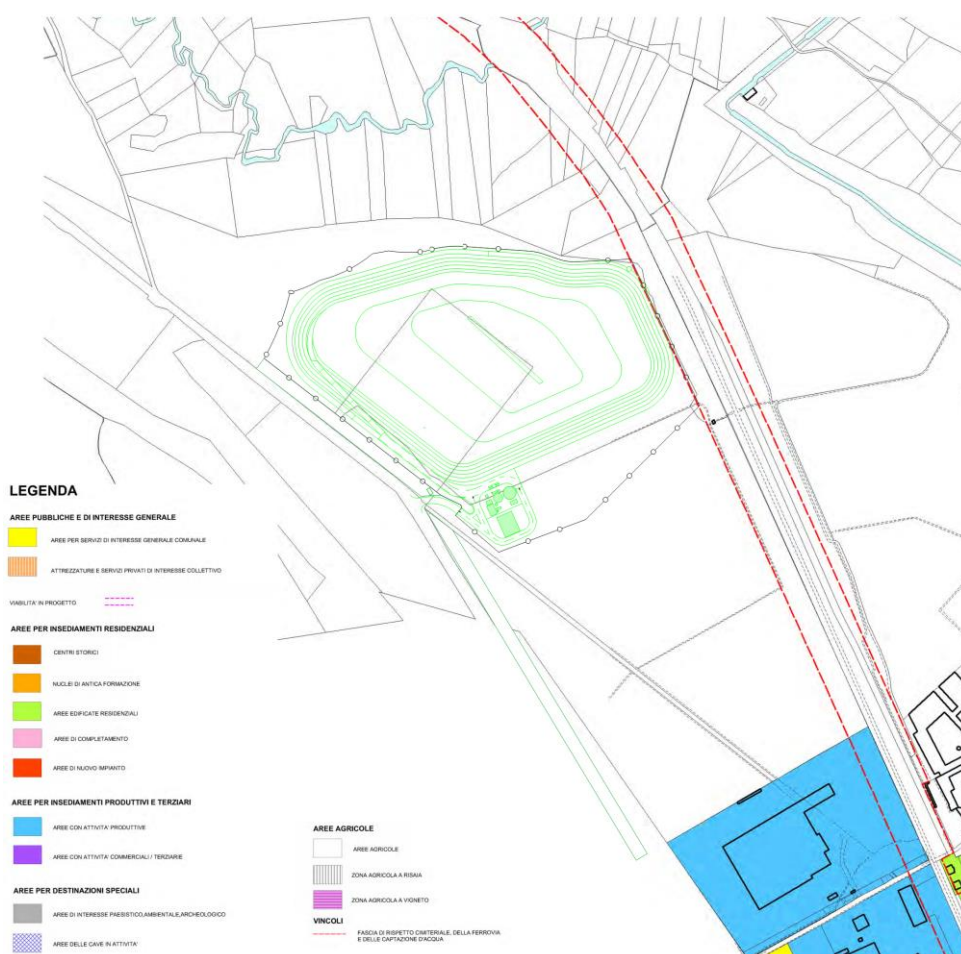 LEGENDA
AREE PUBBLICHE E DI INTERESSE GENERALE
AREE PER SERVIZI DI INTERESSE GENERALE COMUNALE
ATTREZZATURE E SERVIZI PRIVATI DI INTERESSE COLLETTIVO
VIABILITA' IN PROGETTO
AREE PER INSEDIAMENTI RESIDENZIALI
CENTRI STORICI
NUCLEI DI ANTICA FORMAZIONE
AREE EDIFICATE RESIDENZIALI
AREE DI COMPLETAMENTO
AREE DI NUOVO IMPIANTO
AREE PER INSEDIAMENTI PRODUTTIVI E TERZIARI
AREE CON ATTIVITA' PRODUTTIVE
AREE CON ATTIVITA' COMMERCIALI / TERZIARIE
AREE PER DESTINAZIONI SPECIALI
AREE DI INTERESSE PAESISTICO,AMBIENTALE,ARCHEOLOGICO
AREE DELLE CAVE IN ATTIVITA'
AREE AGRICOLE
AREE AGRICOLE
ZONA AGRICOLA A RISAIA
ZONA AGRICOLA A VIGNETO
VINCOLI
FASCIA DI RISPETTO CIMITERIALE, DELLA FERROVIA
E DELLE CAPTAZIONE D'ACQUA